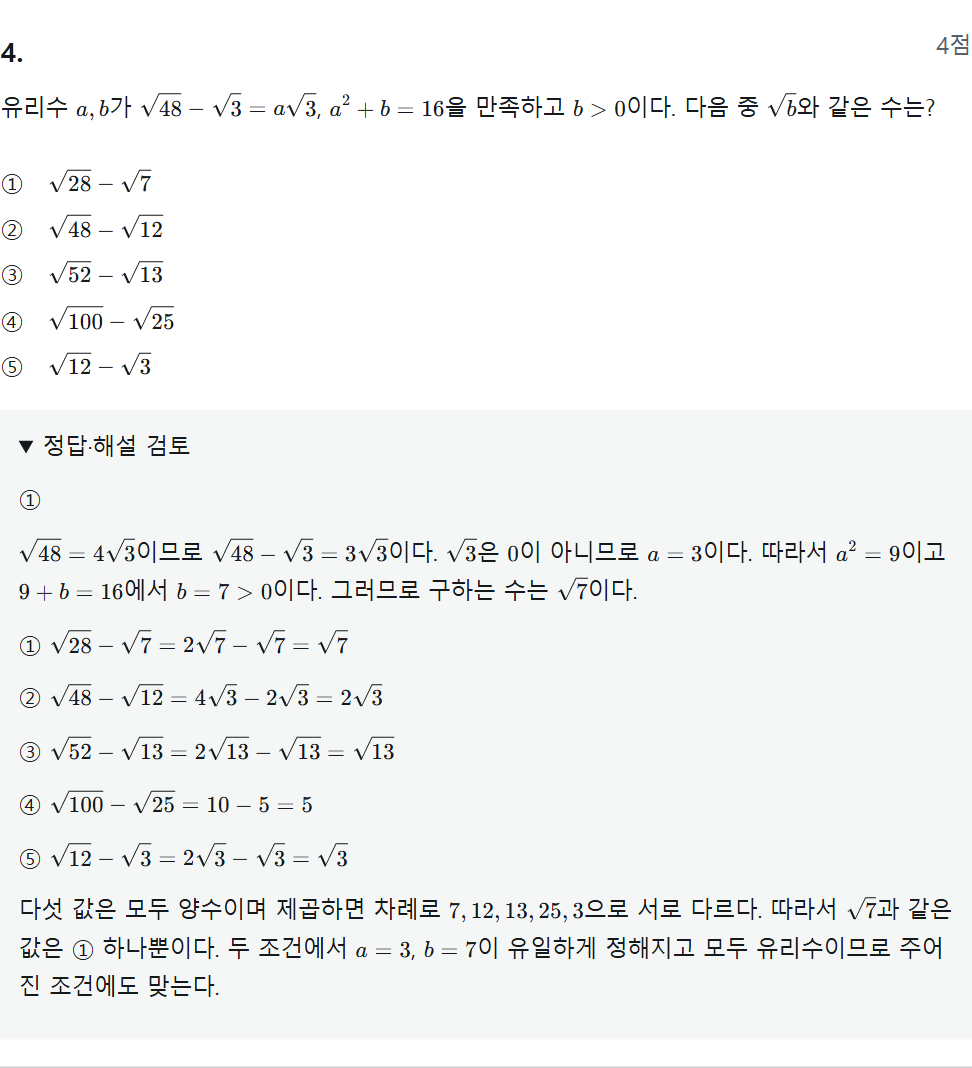 4.
4점
유리수 a, b가 √48 − √3 = a√3, a² + b = 16을 만족하고 b > 0이다. 다음 중 √b와 같은 수는?
① √28 − √7
② √48 − √12
③ √52 − √13
④ √100 − √25
⑤ √12 − √3
▼ 정답·해설 검토
①
√48 = 4√3이므로 √48 − √3 = 3√3이다. √3은 0이 아니므로 a = 3이다. 따라서 a² = 9이고
9 + b = 16에서 b = 7 > 0이다. 그러므로 구하는 수는 √7이다.
① √28 − √7 = 2√7 − √7 = √7
② √48 − √12 = 4√3 − 2√3 = 2√3
③ √52 − √13 = 2√13 − √13 = √13
④ √100 − √25 = 10 − 5 = 5
⑤ √12 − √3 = 2√3 − √3 = √3
다섯 값은 모두 양수이며 제곱하면 차례로 7, 12, 13, 25, 3으로 서로 다르다. 따라서 √7과 같은
값은 ① 하나뿐이다. 두 조건에서 a = 3, b = 7이 유일하게 정해지고 모두 유리수이므로 주어
진 조건에도 맞는다.